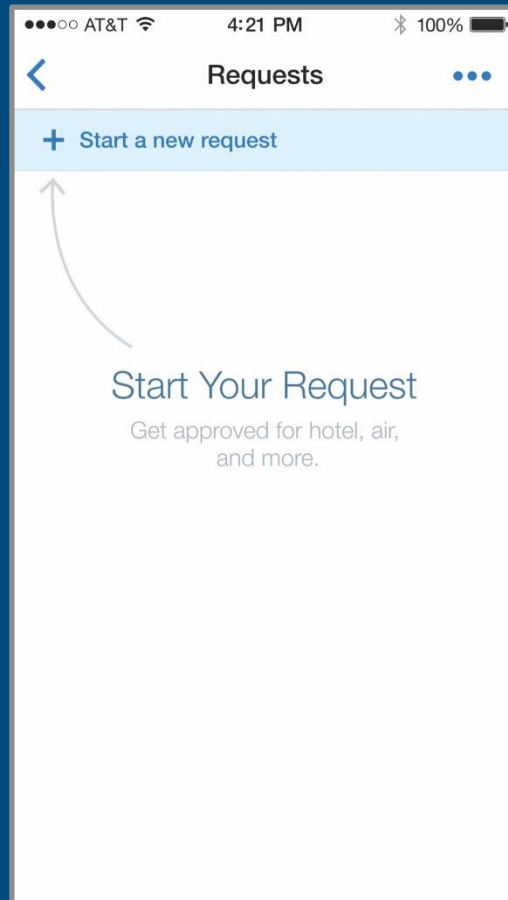 AT&T 4:21 PM 100%
Requests
+ Start a new request
Start Your Request
Get approved for hotel, air,
and more.